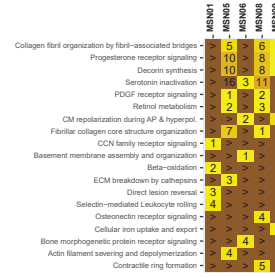 MSN01 MSN05 MSN06 MSN08
Collagen fibril organization by fibril−associated bridges > 5 > 6
Progesterone receptor signaling > 10 > 8
Decorin synthesis > 10 > 8
Serotonin inactivation > 16 3 11
PDGF receptor signaling > 1 > 2
Retinol metabolism > 2 > 3
CM repolarization during AP & hyperpol. > > 2 >
Fibrillar collagen core structure organization > 7 > 1
CCN family receptor signaling 1 > > >
Basement membrane assembly and organization > > 1 >
Beta−oxidation 2 > > >
ECM breakdown by cathepsins > 3 > >
Direct lesion reversal 3 > > >
Selectin−mediated Leukocyte rolling 4 > > >
Osteonectin receptor signaling > > > 4
Cellular iron uptake and export > > > >
Bone morphogenetic protein receptor signaling > > 4 >
Actin filament severing and depolymerization > 4 > >
Contractile ring formation > > > 5